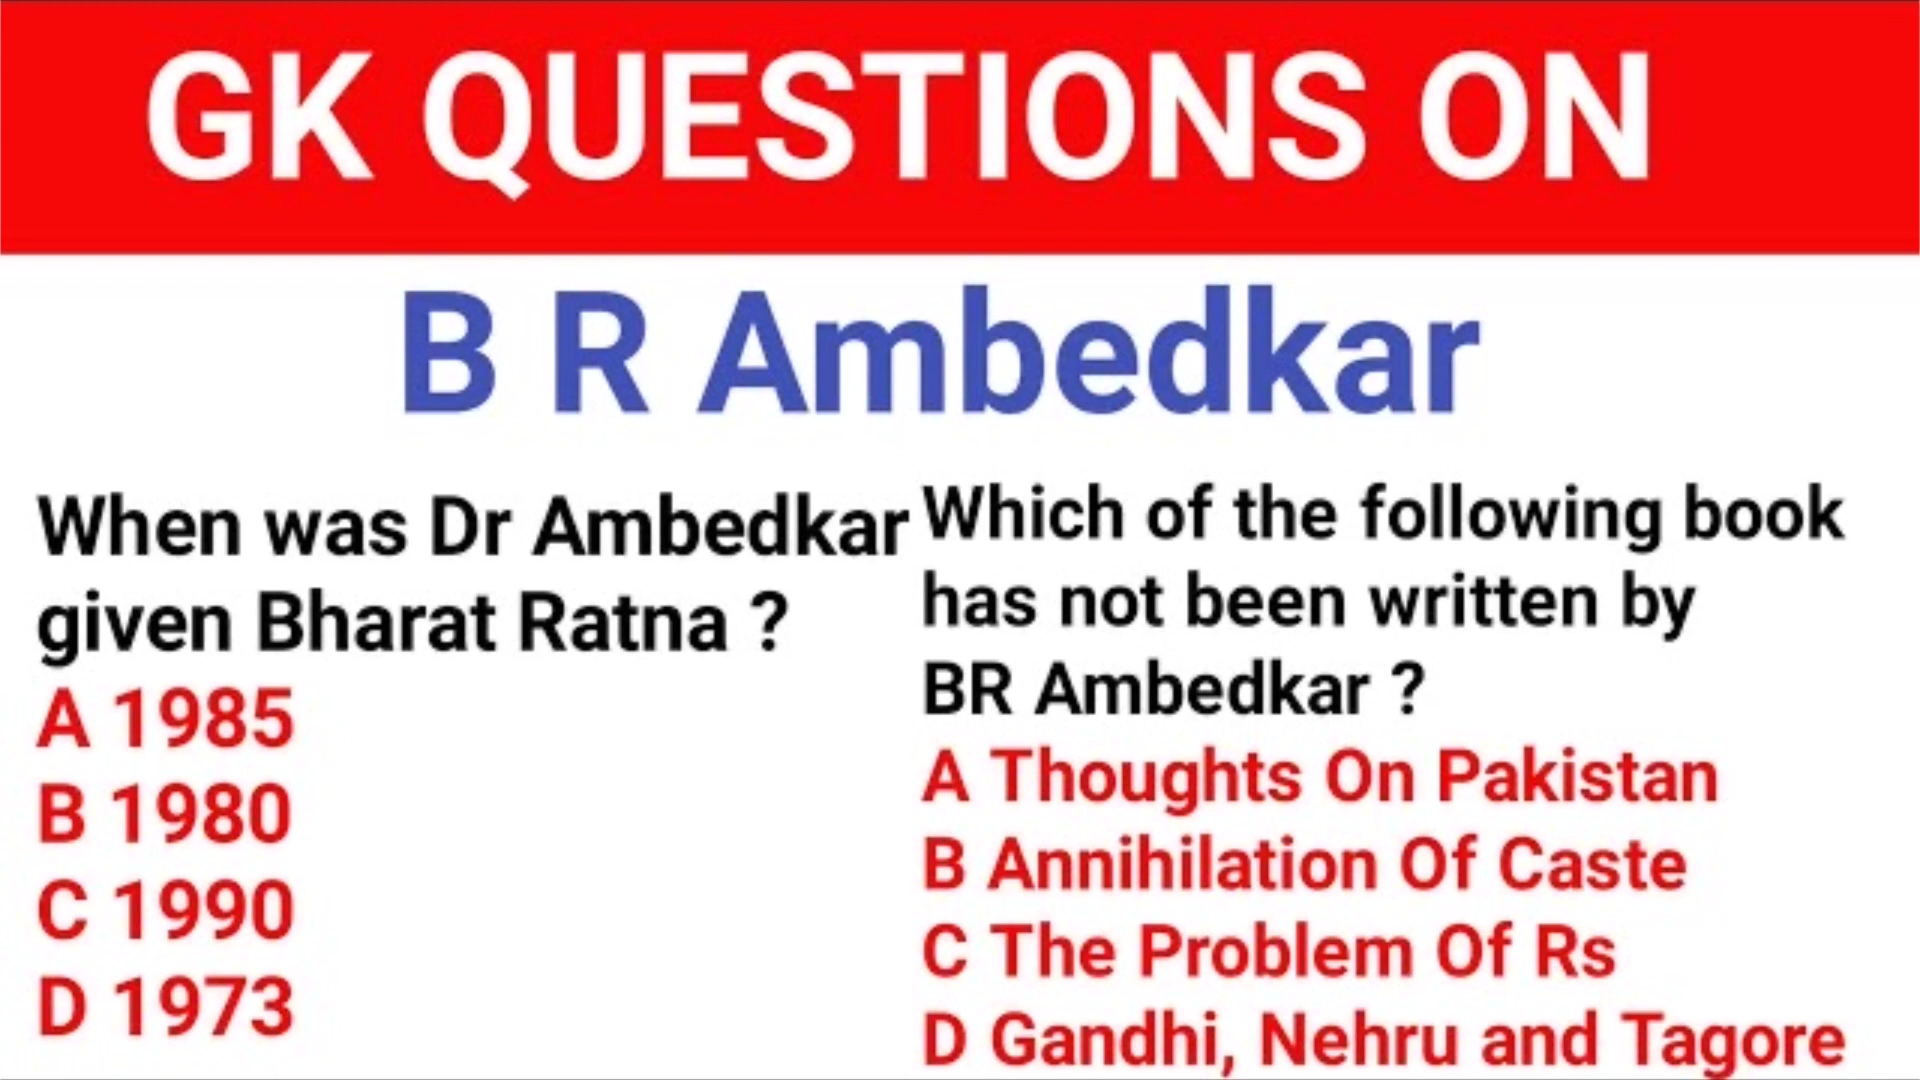 GK QUESTIONS ON
B R Ambedkar
When was Dr Ambedkar
given Bharat Ratna ?
A 1985
B 1980
C 1990
D 1973
Which of the following book
has not been written by
BR Ambedkar ?
A Thoughts On Pakistan
B Annihilation Of Caste
C The Problem Of Rs
D Gandhi, Nehru and Tagore